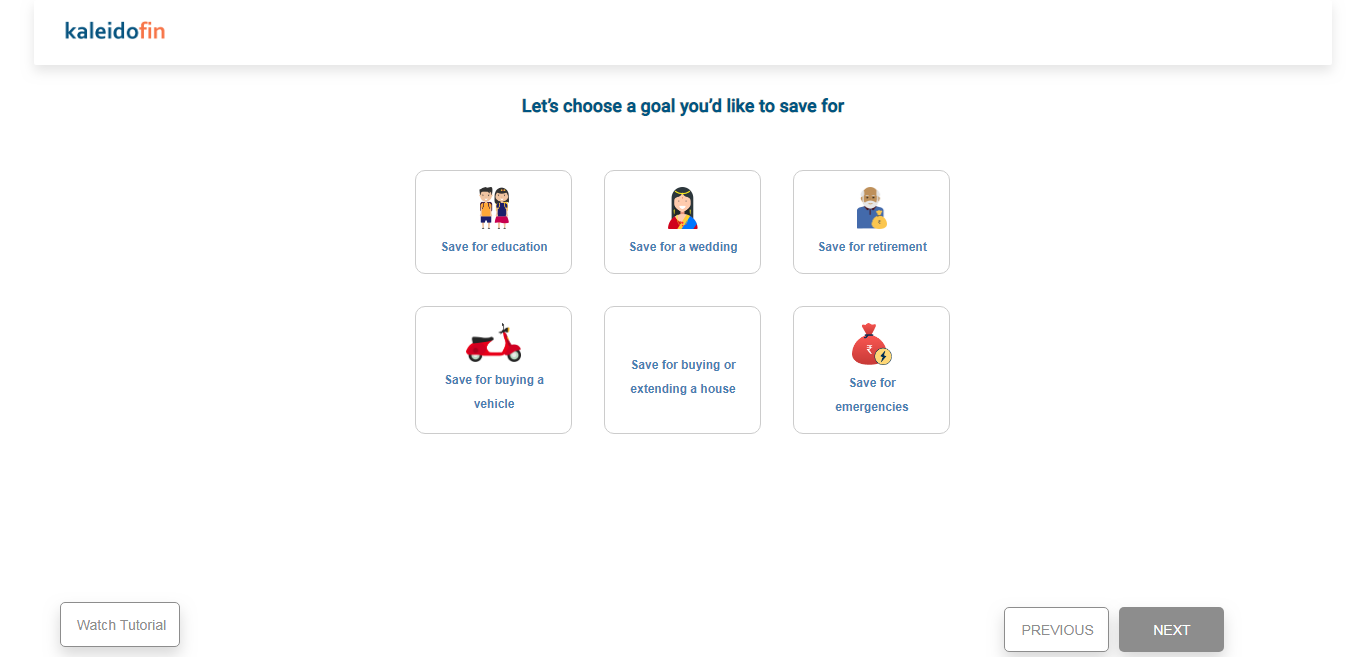 kaleidofin
Let’s choose a goal you’d like to save for
Save for education
Save for a wedding
Save for retirement
Save for buying a
vehicle
Save for buying or
extending a house
₹
Save for
emergencies
Watch Tutorial
PREVIOUS
NEXT